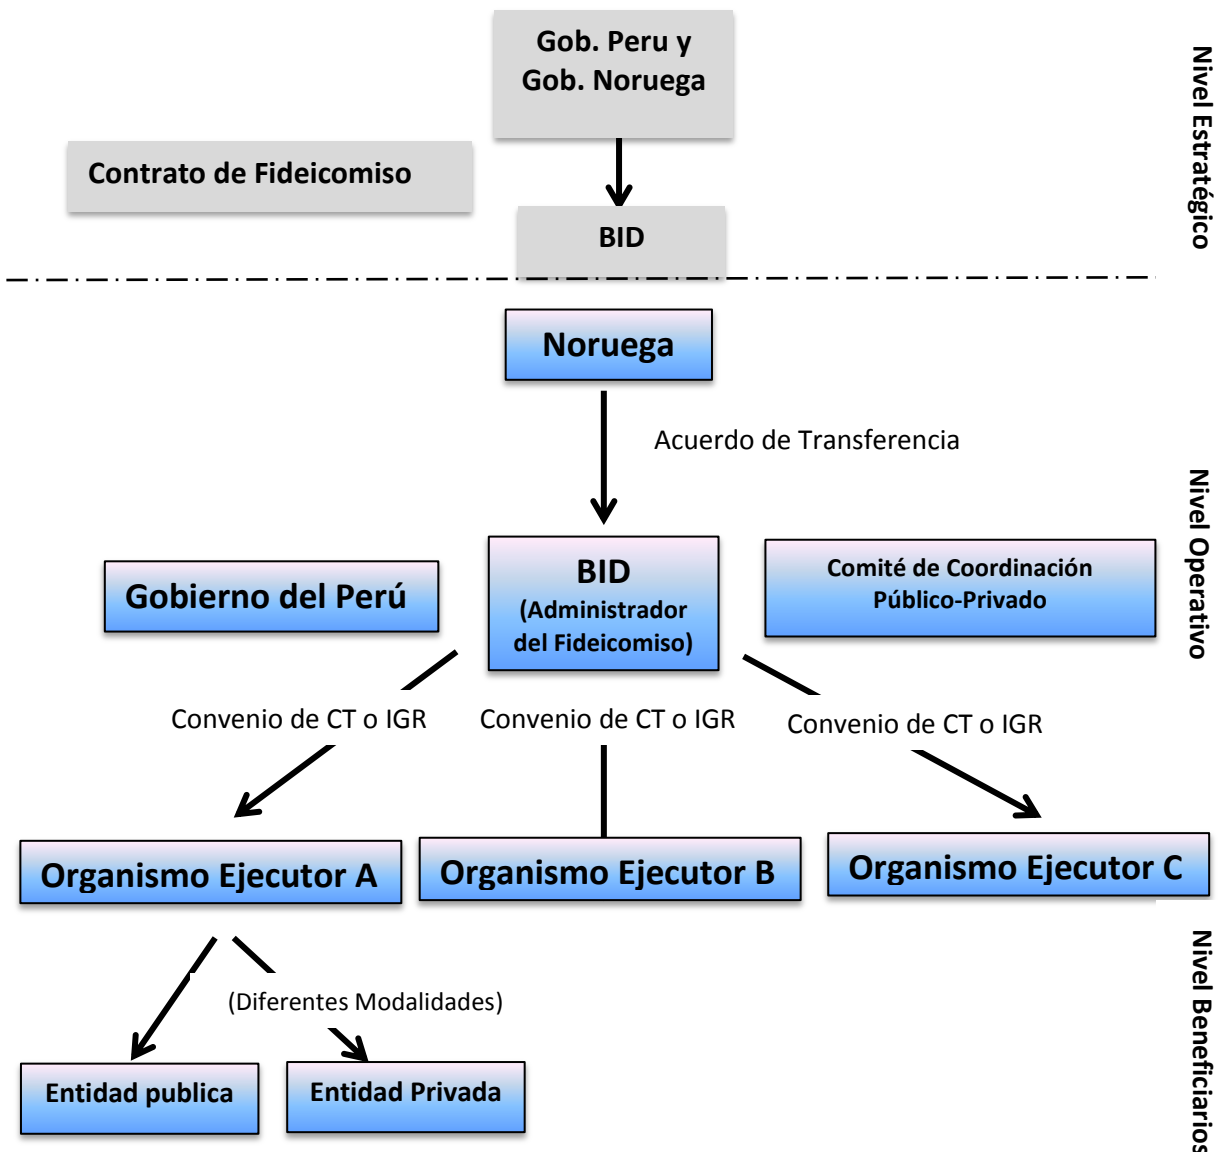 Gob. Peru y
Gob. Noruega
Nivel Estratégico
Contrato de Fideicomiso
BID
Noruega
Acuerdo de Transferencia
Nivel Operativo
Gobierno del Perú
BID
(Administrador
del Fideicomiso)
Comité de Coordinación
Público-Privado
Convenio de CT o IGR
Convenio de CT o IGR
Convenio de CT o IGR
Organismo Ejecutor A
Organismo Ejecutor B
Organismo Ejecutor C
Nivel Beneficiarios
(Diferentes Modalidades)
Entidad publica
Entidad Privada